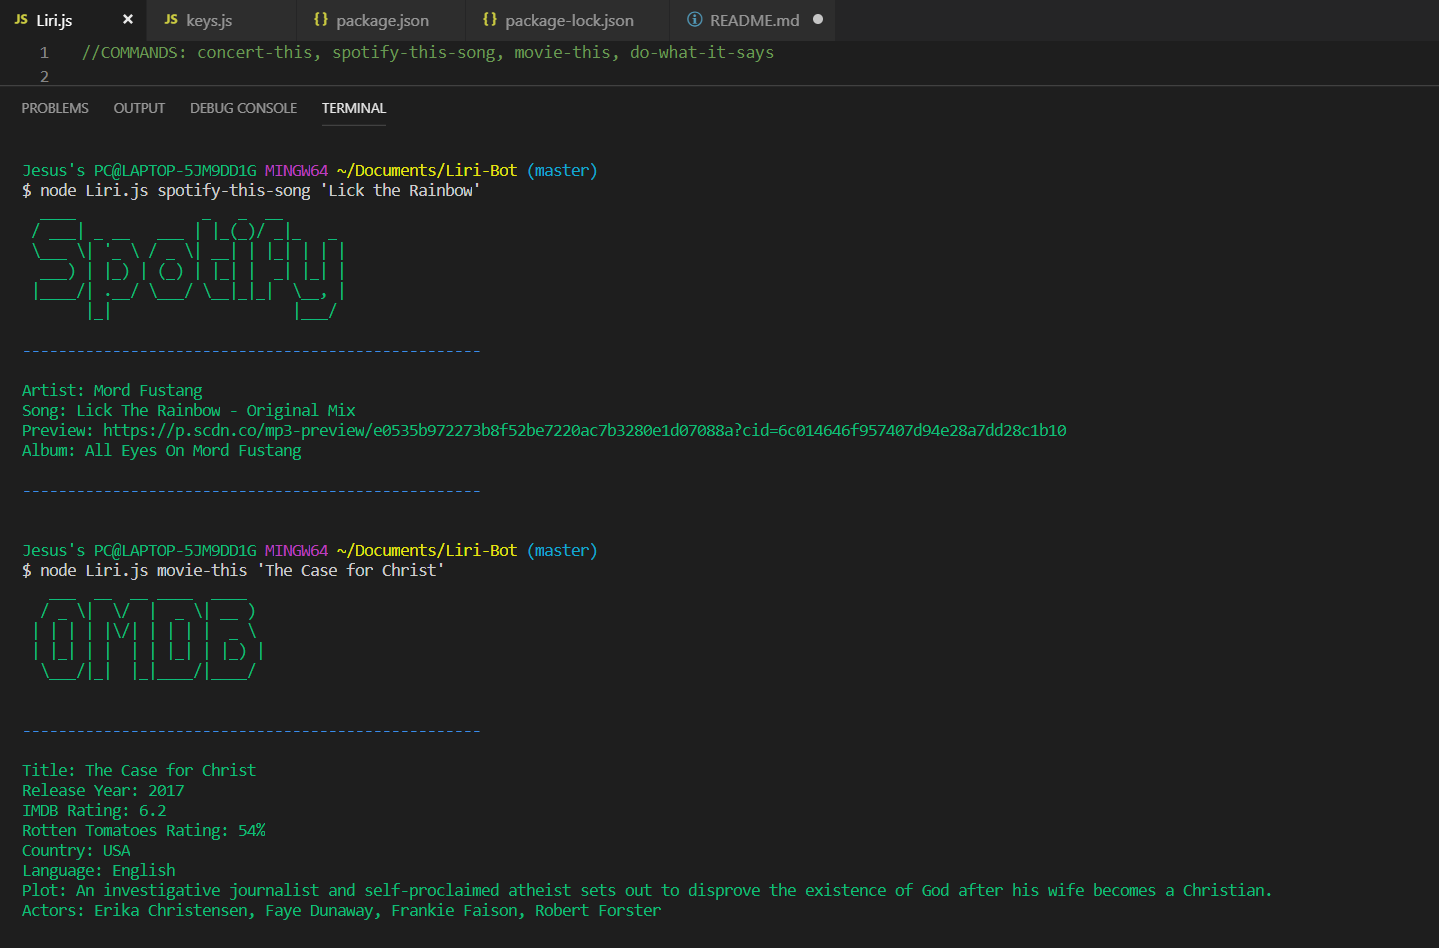 JS Liri.js × JS keys.js {} package.json {} package-lock.json ⓘ README.md ●
1 //COMMANDS: concert-this, spotify-this-song, movie-this, do-what-it-says
2
PROBLEMS OUTPUT DEBUG CONSOLE TERMINAL
Jesus's PC@LAPTOP-5JM9DD1G MINGW64 ~/Documents/Liri-Bot (master)
$ node Liri.js spotify-this-song 'Lick the Rainbow'
Spotify
---------------------------------------------------
Artist: Mord Fustang
Song: Lick The Rainbow - Original Mix
Preview: https://p.scdn.co/mp3-preview/e0535b972273b8f52be7220ac7b3280e1d07088a?cid=6c014646f957407d94e28a7dd28c1b10
Album: All Eyes On Mord Fustang
---------------------------------------------------
Jesus's PC@LAPTOP-5JM9DD1G MINGW64 ~/Documents/Liri-Bot (master)
$ node Liri.js movie-this 'The Case for Christ'
OMDB
---------------------------------------------------
Title: The Case for Christ
Release Year: 2017
IMDB Rating: 6.2
Rotten Tomatoes Rating: 54%
Country: USA
Language: English
Plot: An investigative journalist and self-proclaimed atheist sets out to disprove the existence of God after his wife becomes a Christian.
Actors: Erika Christensen, Faye Dunaway, Frankie Faison, Robert Forster